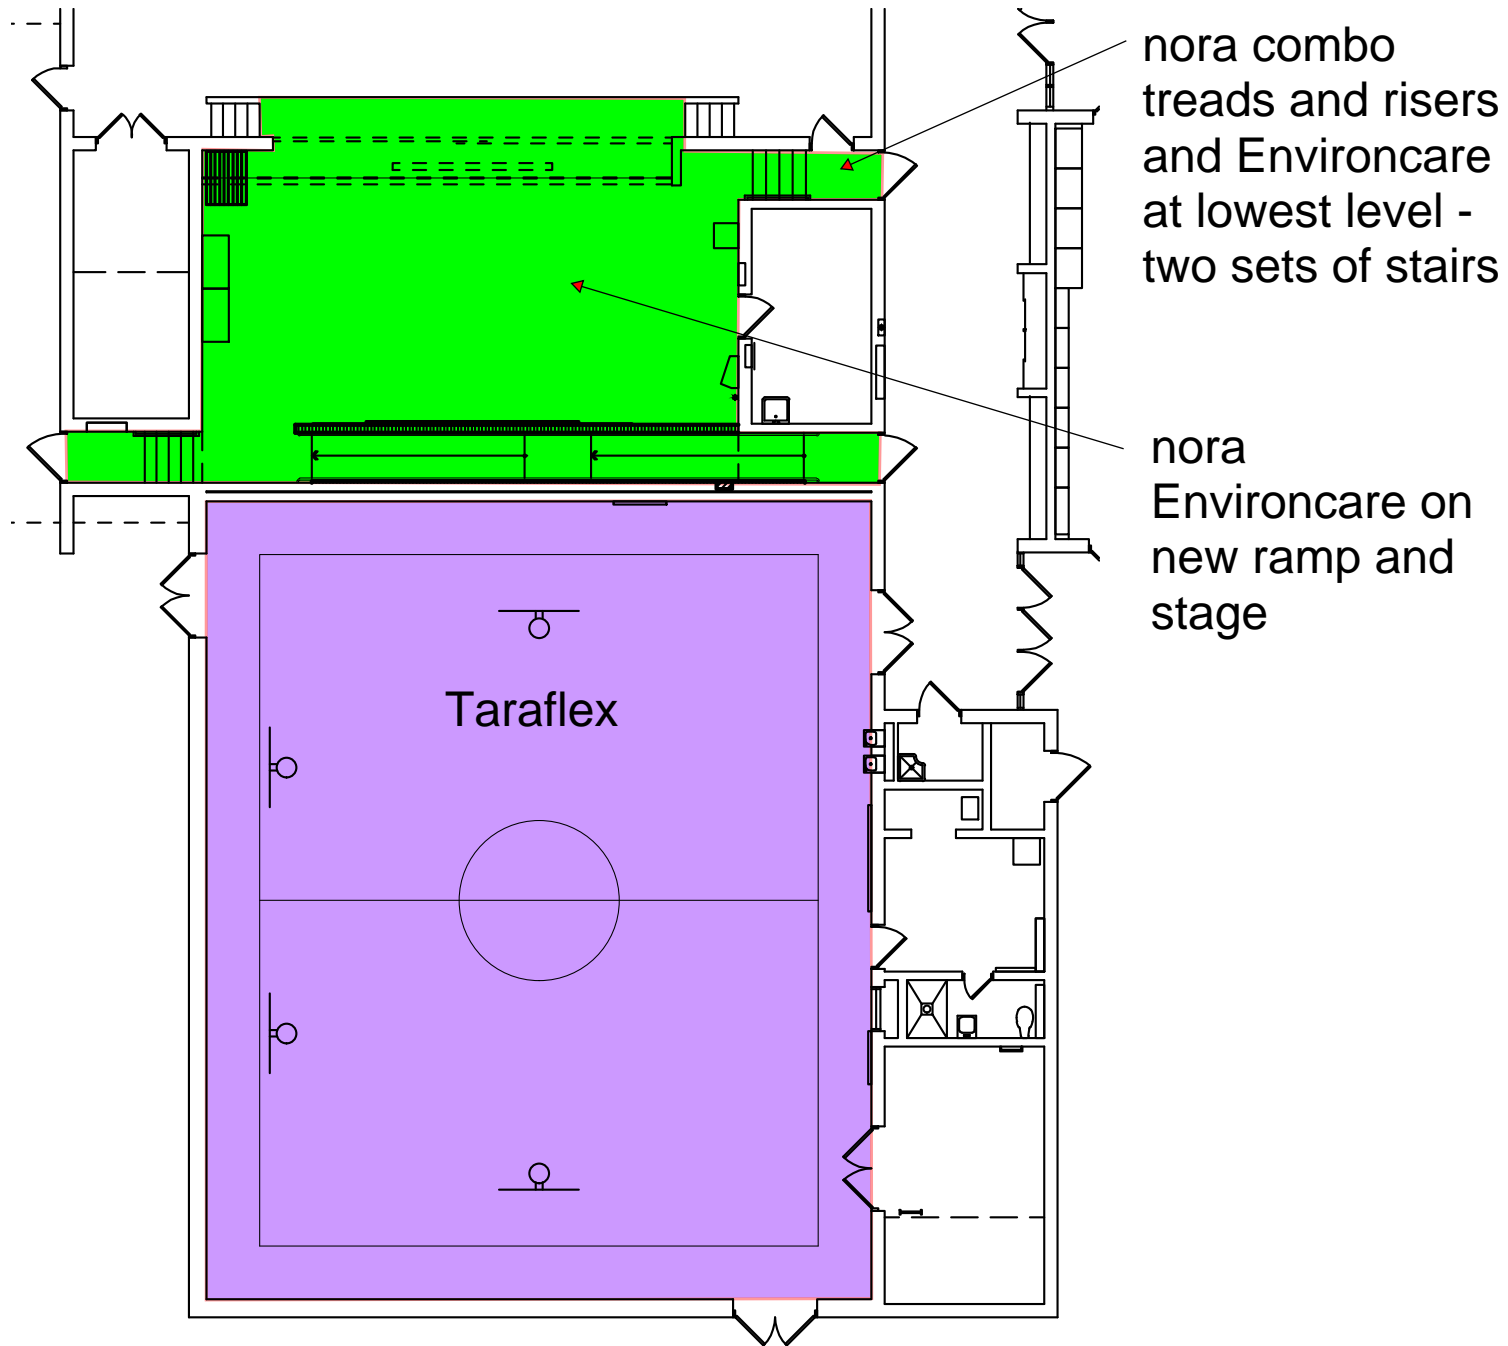 nora combo
treads and risers
and Environcare
at lowest level -
two sets of stairs
nora
Environcare on
new ramp and
stage
Taraflex